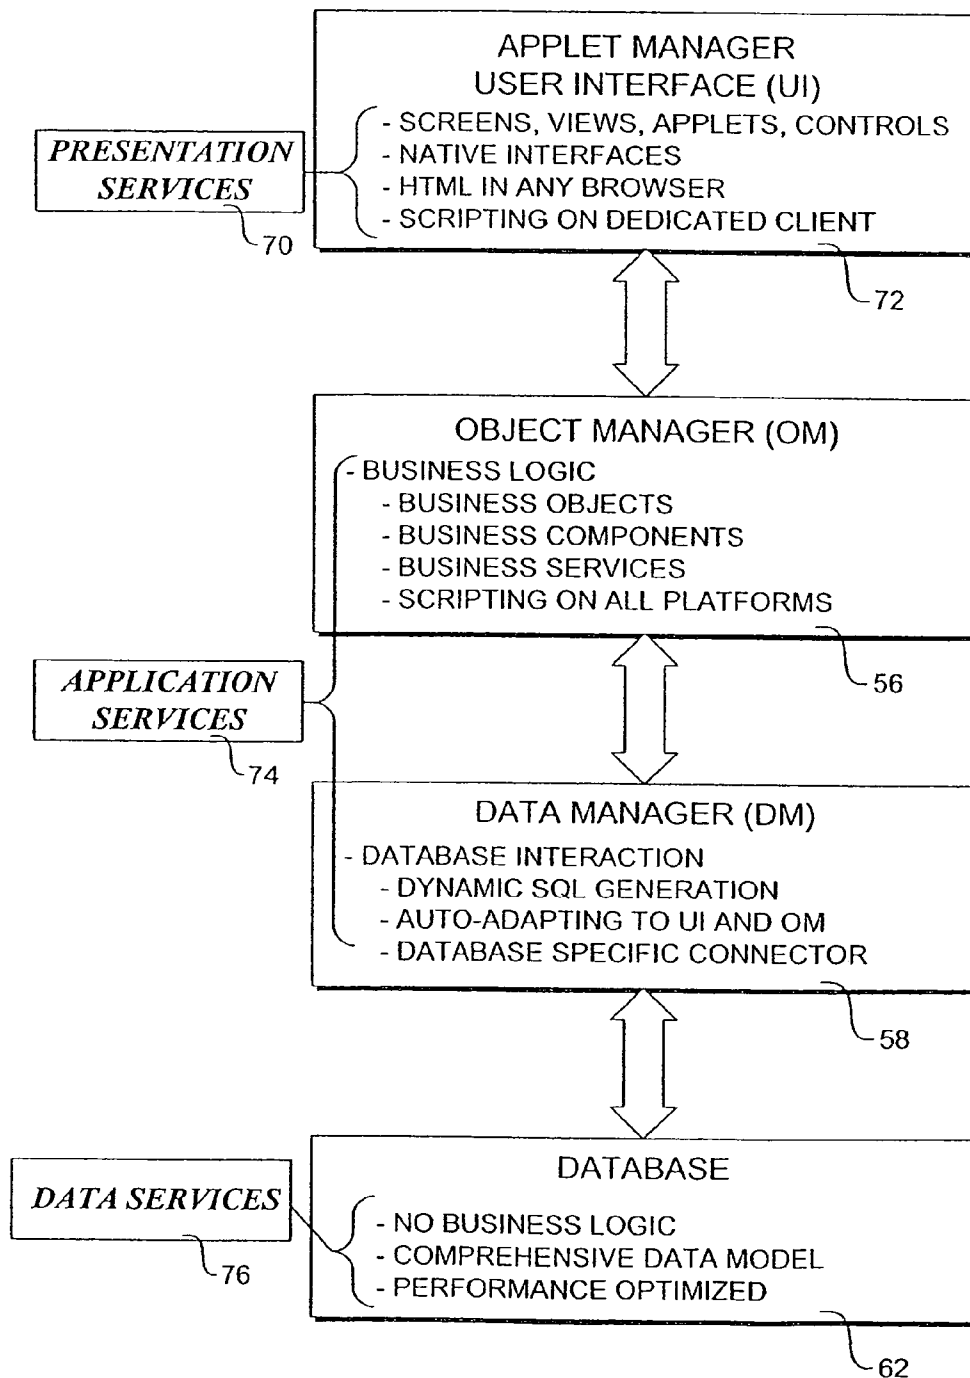 APPLET MANAGER
USER INTERFACE (UI)
- SCREENS, VIEWS, APPLETS, CONTROLS
- NATIVE INTERFACES
- HTML IN ANY BROWSER
- SCRIPTING ON DEDICATED CLIENT
PRESENTATION
SERVICES
70
72
OBJECT MANAGER (OM)
- BUSINESS LOGIC
- BUSINESS OBJECTS
- BUSINESS COMPONENTS
- BUSINESS SERVICES
- SCRIPTING ON ALL PLATFORMS
56
APPLICATION
SERVICES
74
DATA MANAGER (DM)
- DATABASE INTERACTION
- DYNAMIC SQL GENERATION
- AUTO-ADAPTING TO UI AND OM
- DATABASE SPECIFIC CONNECTOR
58
DATABASE
DATA SERVICES
76
- NO BUSINESS LOGIC
- COMPREHENSIVE DATA MODEL
- PERFORMANCE OPTIMIZED
62